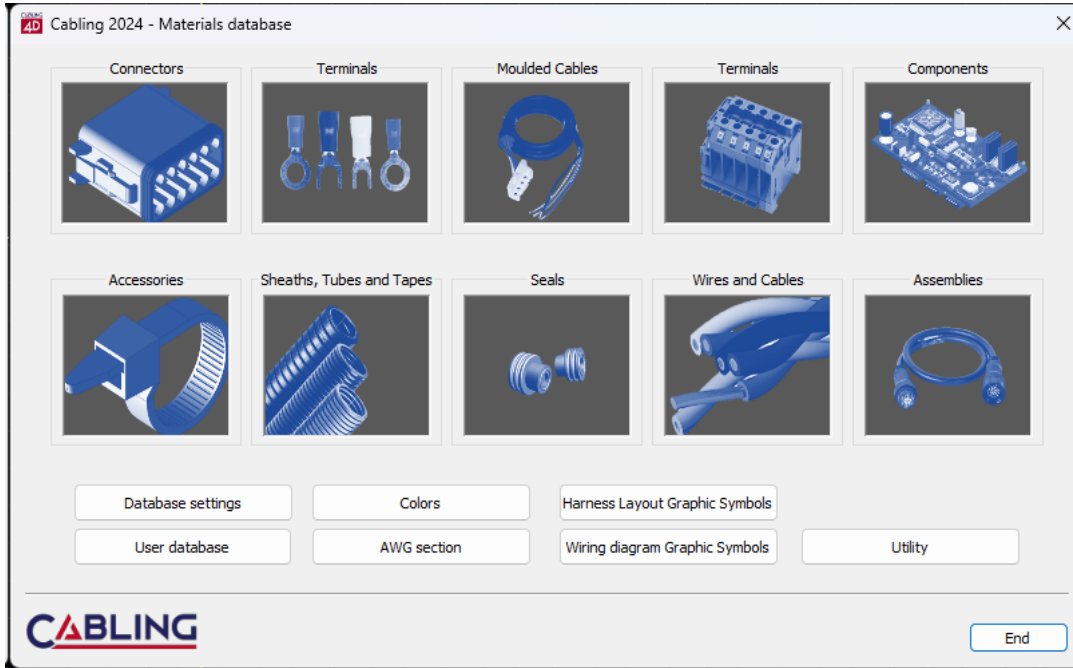 CABLING
4D
Cabling 2024 - Materials database
Connectors
Terminals
Moulded Cables
Terminals
Components
Accessories
Sheaths, Tubes and Tapes
Seals
Wires and Cables
Assemblies
Database settings
Colors
Harness Layout Graphic Symbols
User database
AWG section
Wiring diagram Graphic Symbols
Utility
CABLING
End